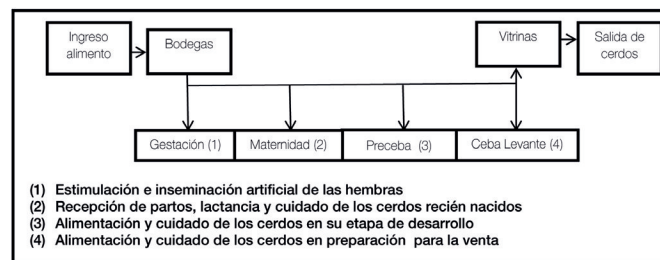 Ingreso
alimento
Bodegas
Vitrinas
Salida de
cerdos
Gestación (1)
Maternidad (2)
Preceba (3)
Ceba Levante (4)
(1) Estimulación e inseminación artificial de las hembras
(2) Recepción de partos, lactancia y cuidado de los cerdos recién nacidos
(3) Alimentación y cuidado de los cerdos en su etapa de desarrollo
(4) Alimentación y cuidado de los cerdos en preparación para la venta